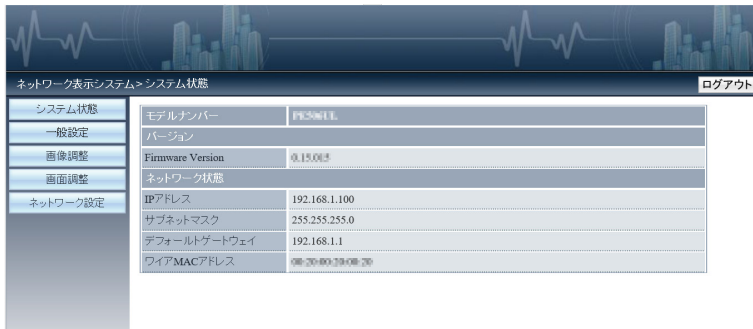 ネットワーク表示システム>システム状態
ログアウト
システム状態
一般設定
画像調整
画面調整
ネットワーク設定
モデルナンバー
バージョン
Firmware Version
ネットワーク状態
IPアドレス 192.168.1.100
サブネットマスク 255.255.255.0
デフォールトゲートウェイ 192.168.1.1
ワイアMACアドレス